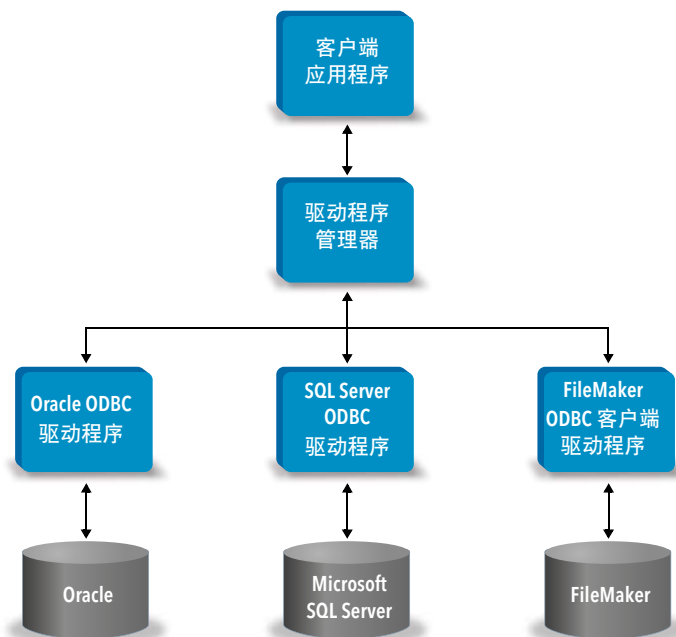 客户端
应用程序
驱动程序
管理器
Oracle ODBC
驱动程序
SQL Server
ODBC
驱动程序
FileMaker
ODBC 客户端
驱动程序
Oracle
Microsoft
SQL Server
FileMaker